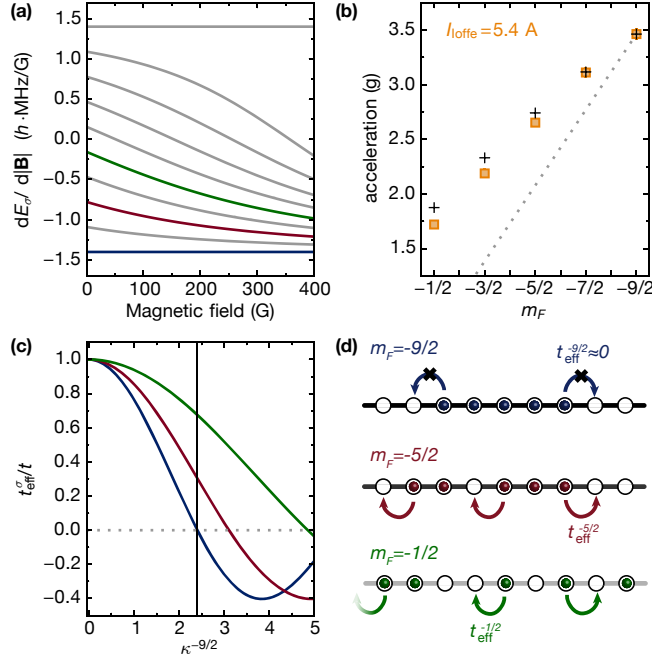 (a)
dE_σ / d|B| (h·MHz/G)
1.5
1.0
0.5
0.0
−0.5
−1.0
−1.5
0 100 200 300 400
Magnetic field (G)
(b)
I_Ioffe = 5.4 A
acceleration (g)
3.5
3.0
2.5
2.0
1.5
−1/2 −3/2 −5/2 −7/2 −9/2
m_F
(c)
t_eff^σ/t
1.0
0.8
0.6
0.4
0.2
0.0
−0.2
−0.4
0 1 2 3 4 5
κ^−9/2
(d)
m_F=-9/2
t_eff^-9/2≈0
m_F=-5/2
t_eff^-5/2
m_F=-1/2
t_eff^-1/2